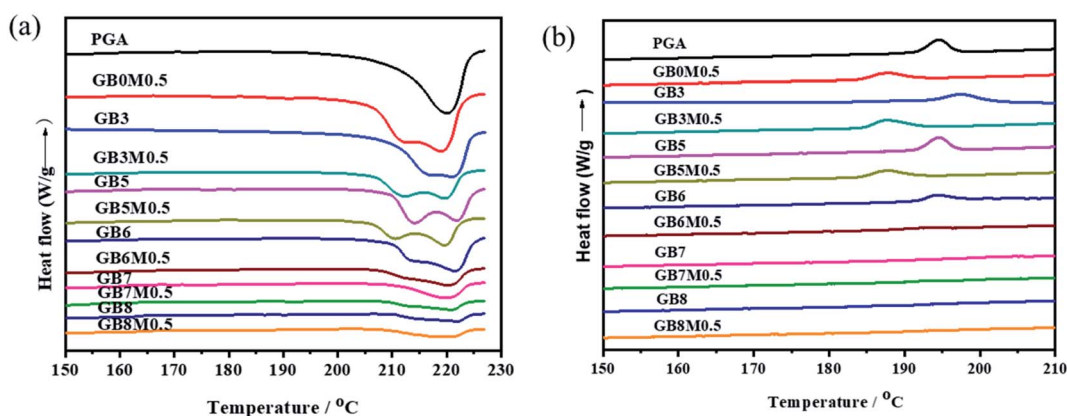 (a)
PGA
GB0M0.5
GB3
GB3M0.5
GB5
GB5M0.5
GB6
GB6M0.5
GB7
GB7M0.5
GB8
GB8M0.5
Heat flow (W/g →)
150 160 170 180 190 200 210 220 230
Temperature / °C
(b)
PGA
GB0M0.5
GB3
GB3M0.5
GB5
GB5M0.5
GB6
GB6M0.5
GB7
GB7M0.5
GB8
GB8M0.5
Heat flow (W/g →)
150 160 170 180 190 200 210
Temperature / °C